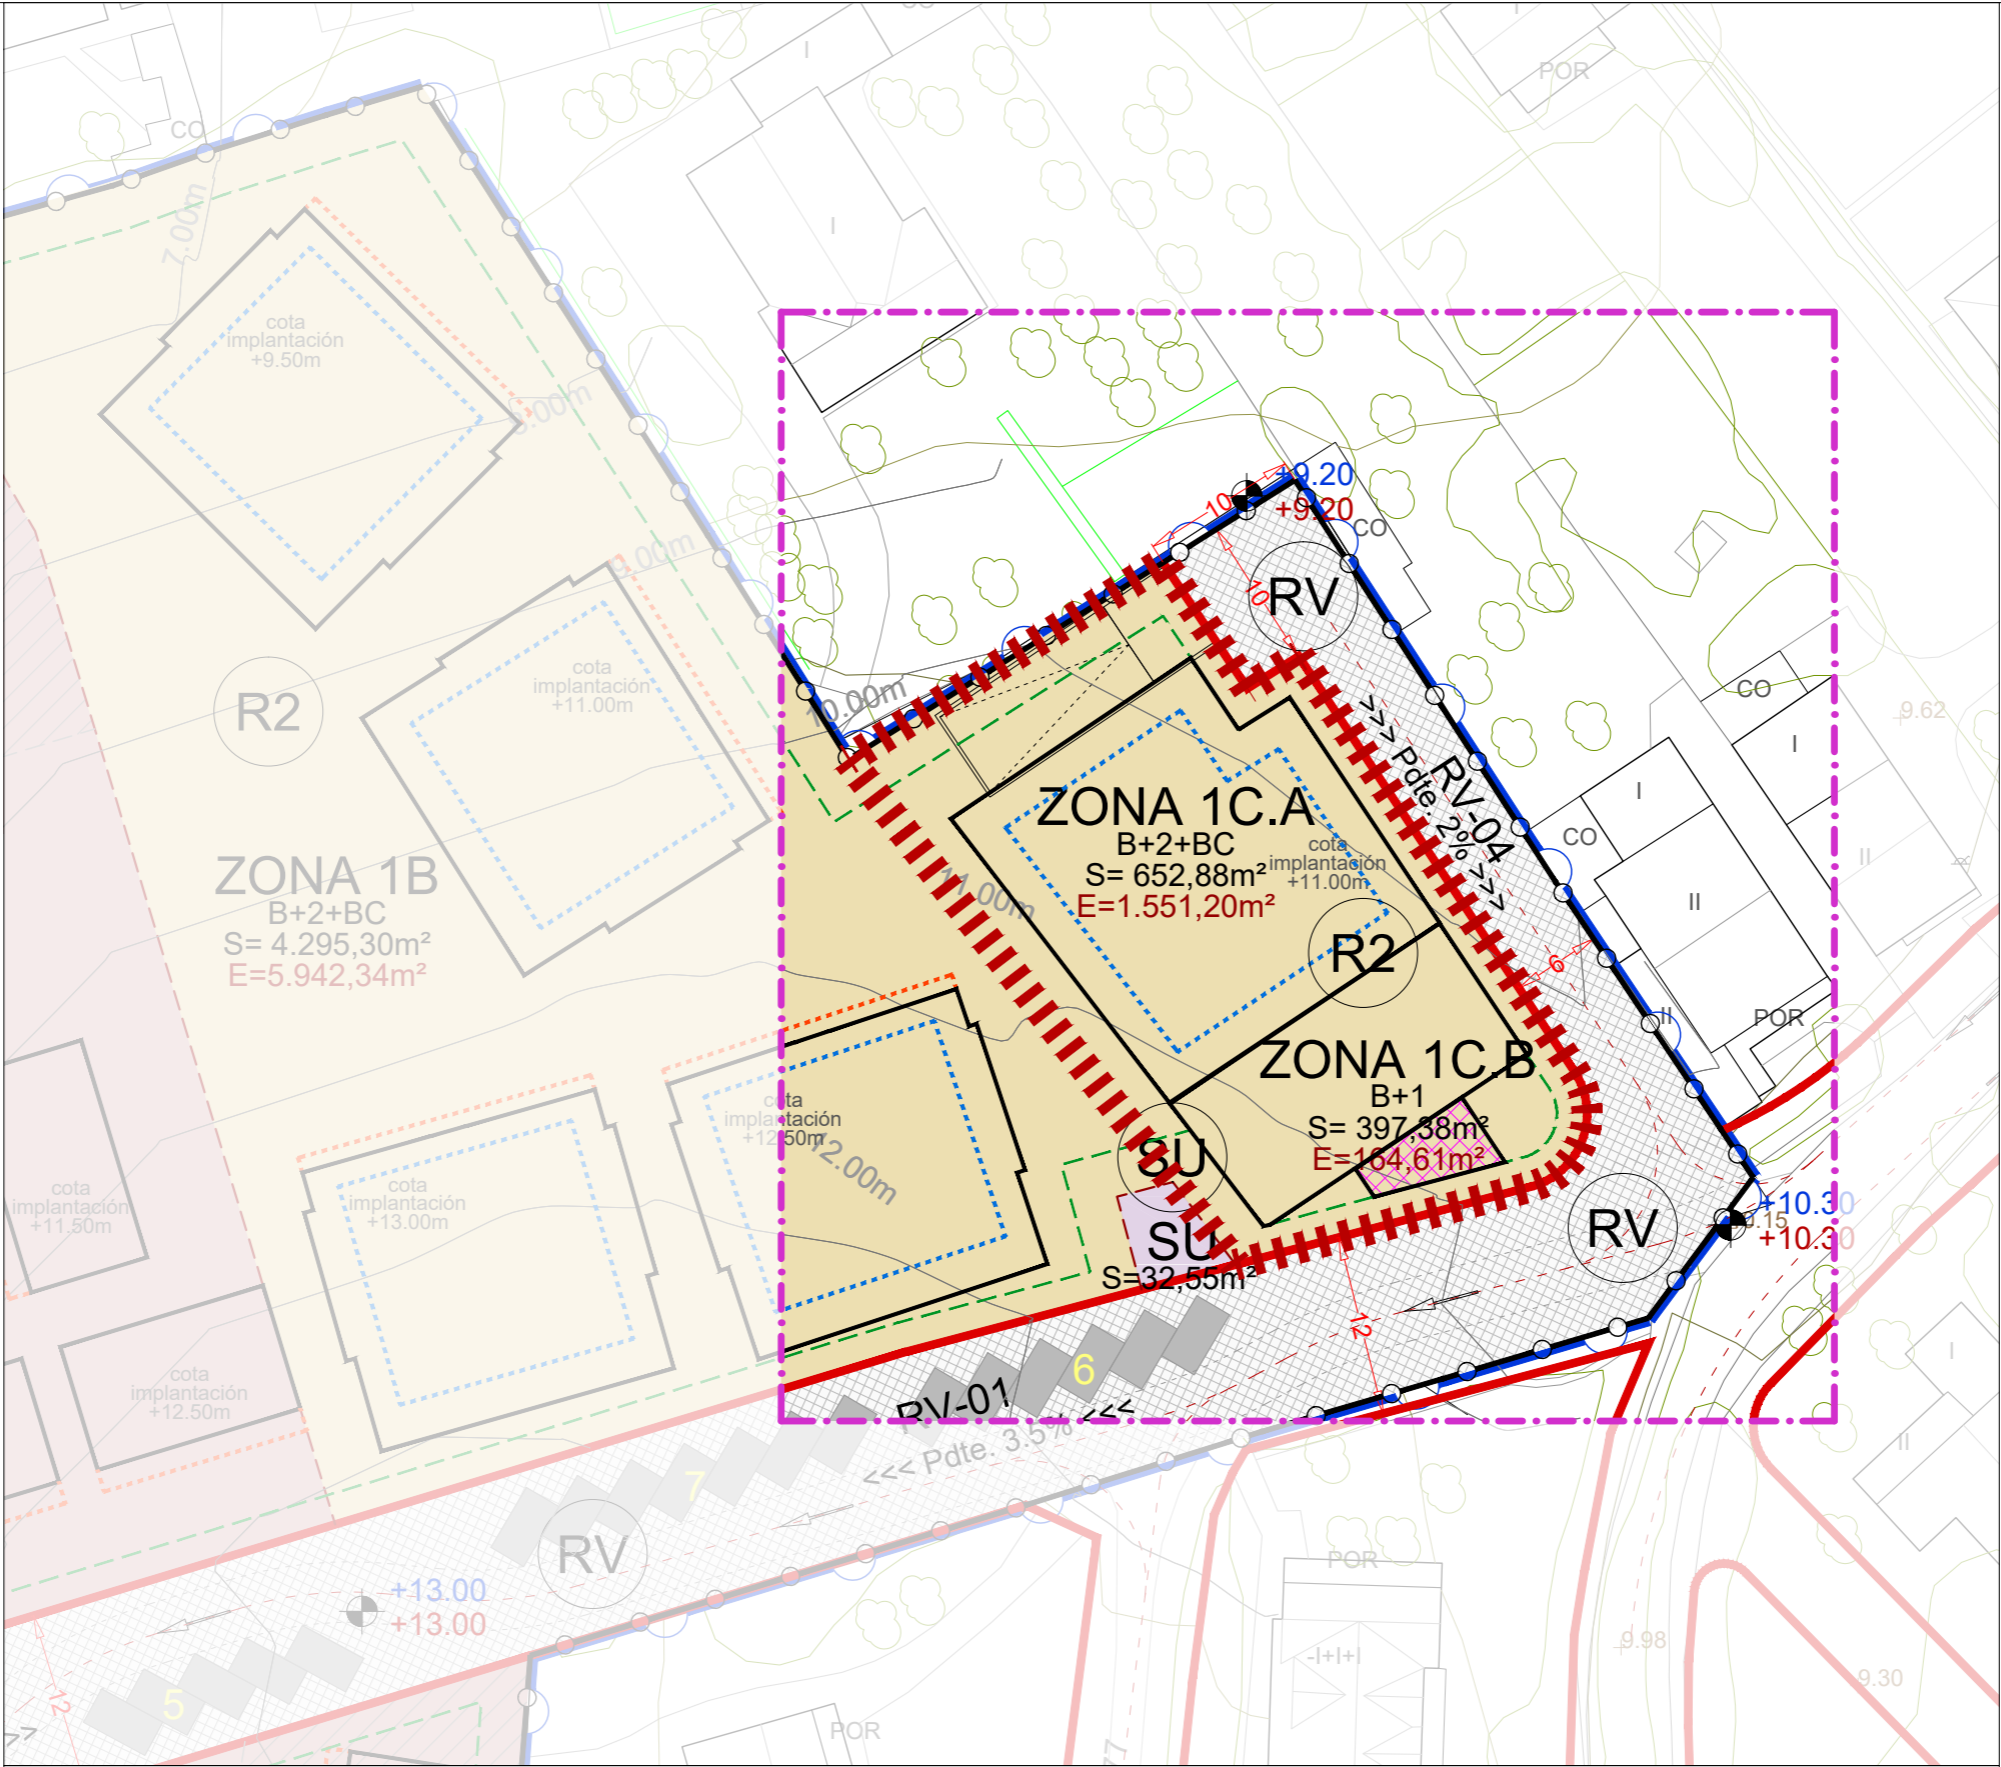 CO
I
I
POR
CO
I
7.00m
cota
implantación
+9.50m
8.00m
+9.20
+9.20
10
CO
9.00m
10
RV
cota
implantación
+11.00m
R2
10.00m
>>> Pdte. 2% >>>
RV-04
CO
9.62
I
I
ZONA 1C.A
B+2+BC
S= 652,88m²
E=1.551,20m²
cota
implantación
+11.00m
CO
II
II
11.00m
ZONA 1B
B+2+BC
S= 4.295,30m²
E=5.942,34m²
R2
6
II
POR
ZONA 1C.B
B+1
S= 397,38m²
E=164,61m²
cota
implantación
+12.50m
12.00m
SU
SU
S=32,55m²
cota
implantación
+11.50m
cota
implantación
+13.00m
RV
+10.30
+10.30
12
cota
implantación
+12.50m
6
RV-01
<<< Pdte. 3.5% <<<
I
II
7
RV
+13.00
+13.00
POR
-I+I+I
9.98
9.30
5
12
>>
POR
77